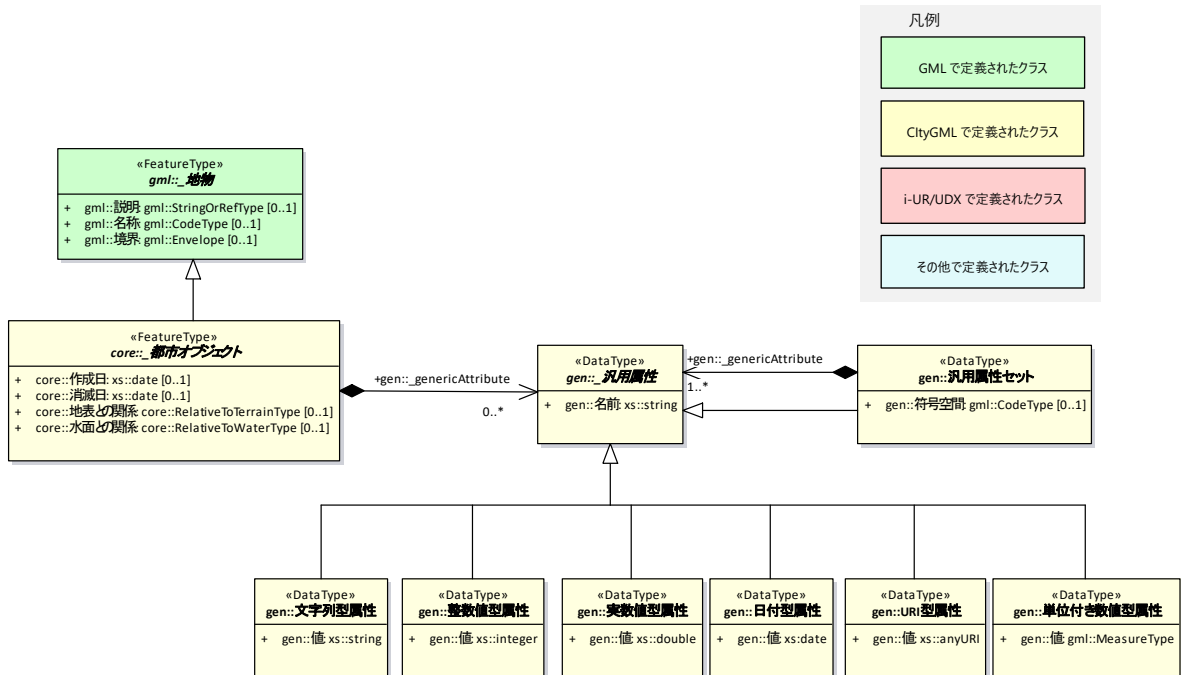 凡例
GML で定義されたクラス
CItyGML で定義されたクラス
i-UR/UDX で定義されたクラス
その他で定義されたクラス
«FeatureType»
gml::_地物
+ gml::説明: gml::StringOrRefType [0..1]
+ gml::名称: gml::CodeType [0..1]
+ gml::境界: gml::Envelope [0..1]
«FeatureType»
core::_都市オブジェクト
+ core::作成日: xs::date [0..1]
+ core::消滅日: xs::date [0..1]
+ core::地表との関係: core::RelativeToTerrainType [0..1]
+ core::水面との関係: core::RelativeToWaterType [0..1]
+gen::_genericAttribute
0..*
«DataType»
gen::_汎用属性
+ gen::名前: xs::string
+gen::_genericAttribute
1..*
«DataType»
gen::汎用属性セット
+ gen::符号空間: gml::CodeType [0..1]
«DataType»
gen::文字列型属性
+ gen::値: xs::string
«DataType»
gen::整数値型属性
+ gen::値: xs::integer
«DataType»
gen::実数値型属性
+ gen::値: xs::double
«DataType»
gen::日付型属性
+ gen::値: xs:date
«DataType»
gen::URI型属性
+ gen::値: xs::anyURI
«DataType»
gen::単位付き数値型属性
+ gen::値: gml::MeasureType